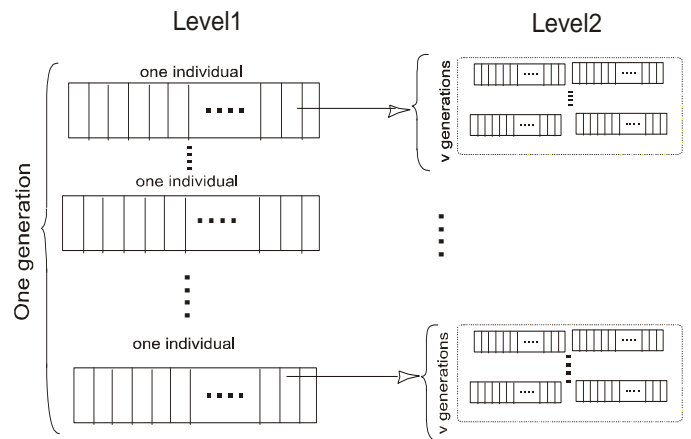 Level1
Level2
one individual
one individual
one individual
One generation
v generations
v generations